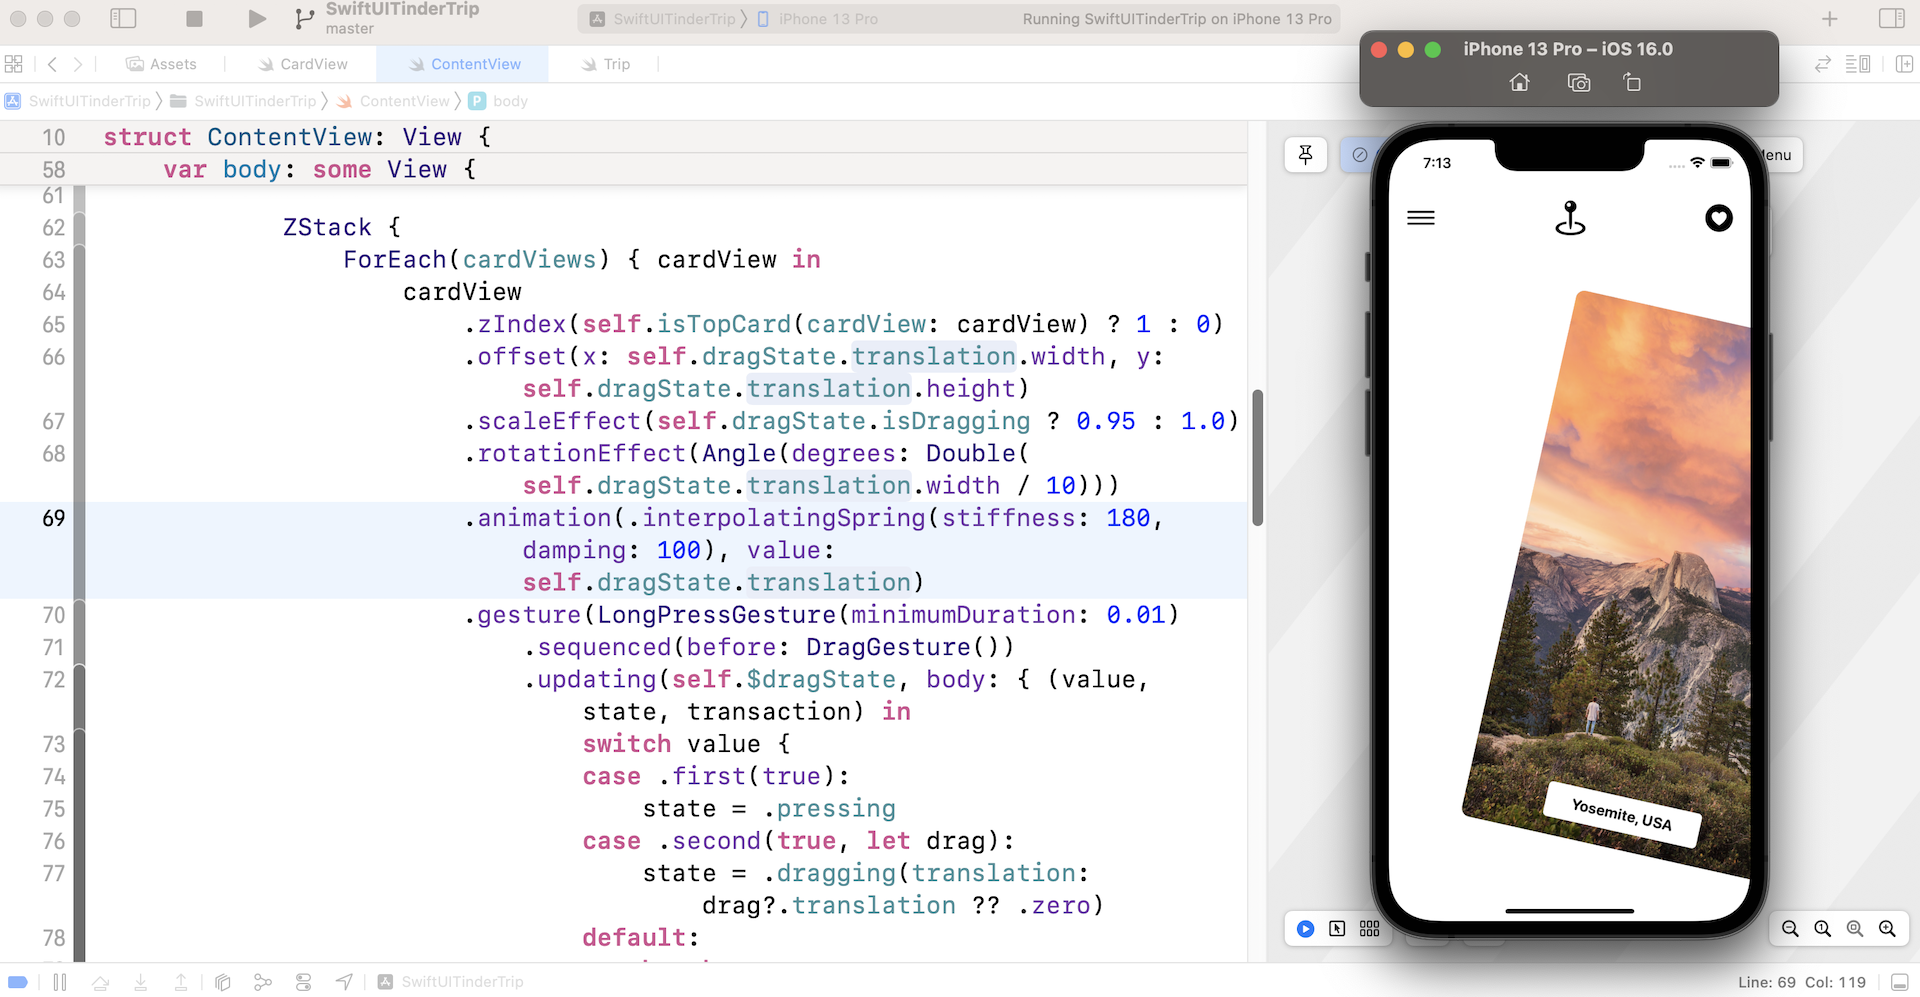 SwiftUITinderTrip
master
SwiftUITinderTrip
iPhone 13 Pro
Running SwiftUITinderTrip on iPhone 13 Pro
iPhone 13 Pro – iOS 16.0
Assets
CardView
ContentView
Trip
SwiftUITinderTrip
SwiftUITinderTrip
ContentView
P
body
10 struct ContentView: View {
58 var body: some View {
61
62 ZStack {
63 ForEach(cardViews) { cardView in
64 cardView
65 .zIndex(self.isTopCard(cardView: cardView) ? 1 : 0)
66 .offset(x: self.dragState.translation.width, y:
self.dragState.translation.height)
67 .scaleEffect(self.dragState.isDragging ? 0.95 : 1.0)
68 .rotationEffect(Angle(degrees: Double(
self.dragState.translation.width / 10)))
69 .animation(.interpolatingSpring(stiffness: 180,
damping: 100), value:
self.dragState.translation)
70 .gesture(LongPressGesture(minimumDuration: 0.01)
71 .sequenced(before: DragGesture())
72 .updating(self.$dragState, body: { (value,
state, transaction) in
73 switch value {
74 case .first(true):
75 state = .pressing
76 case .second(true, let drag):
77 state = .dragging(translation:
drag?.translation ?? .zero)
78 default:
7:13
enu
Yosemite, USA
SwiftUITinderTrip
Line: 69 Col: 119